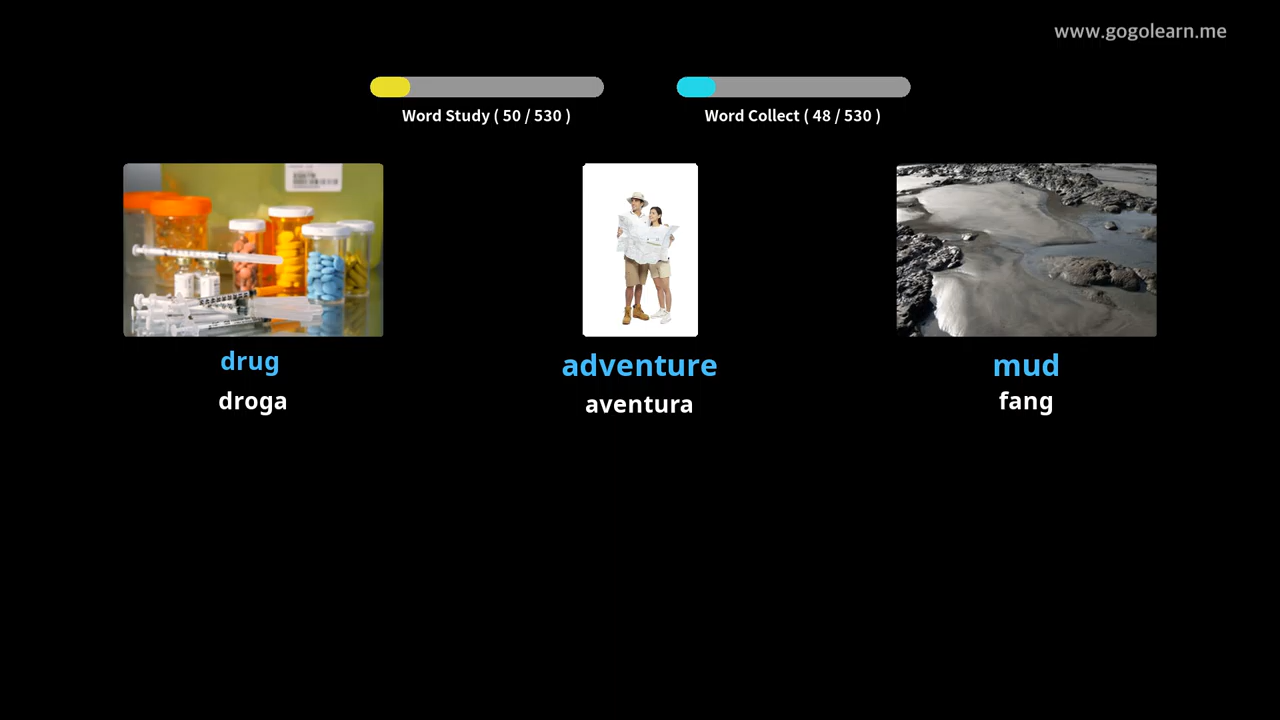 www.gogolearn.me
Word Study ( 50 / 530 )
Word Collect ( 48 / 530 )
drug
droga
adventure
aventura
mud
fang